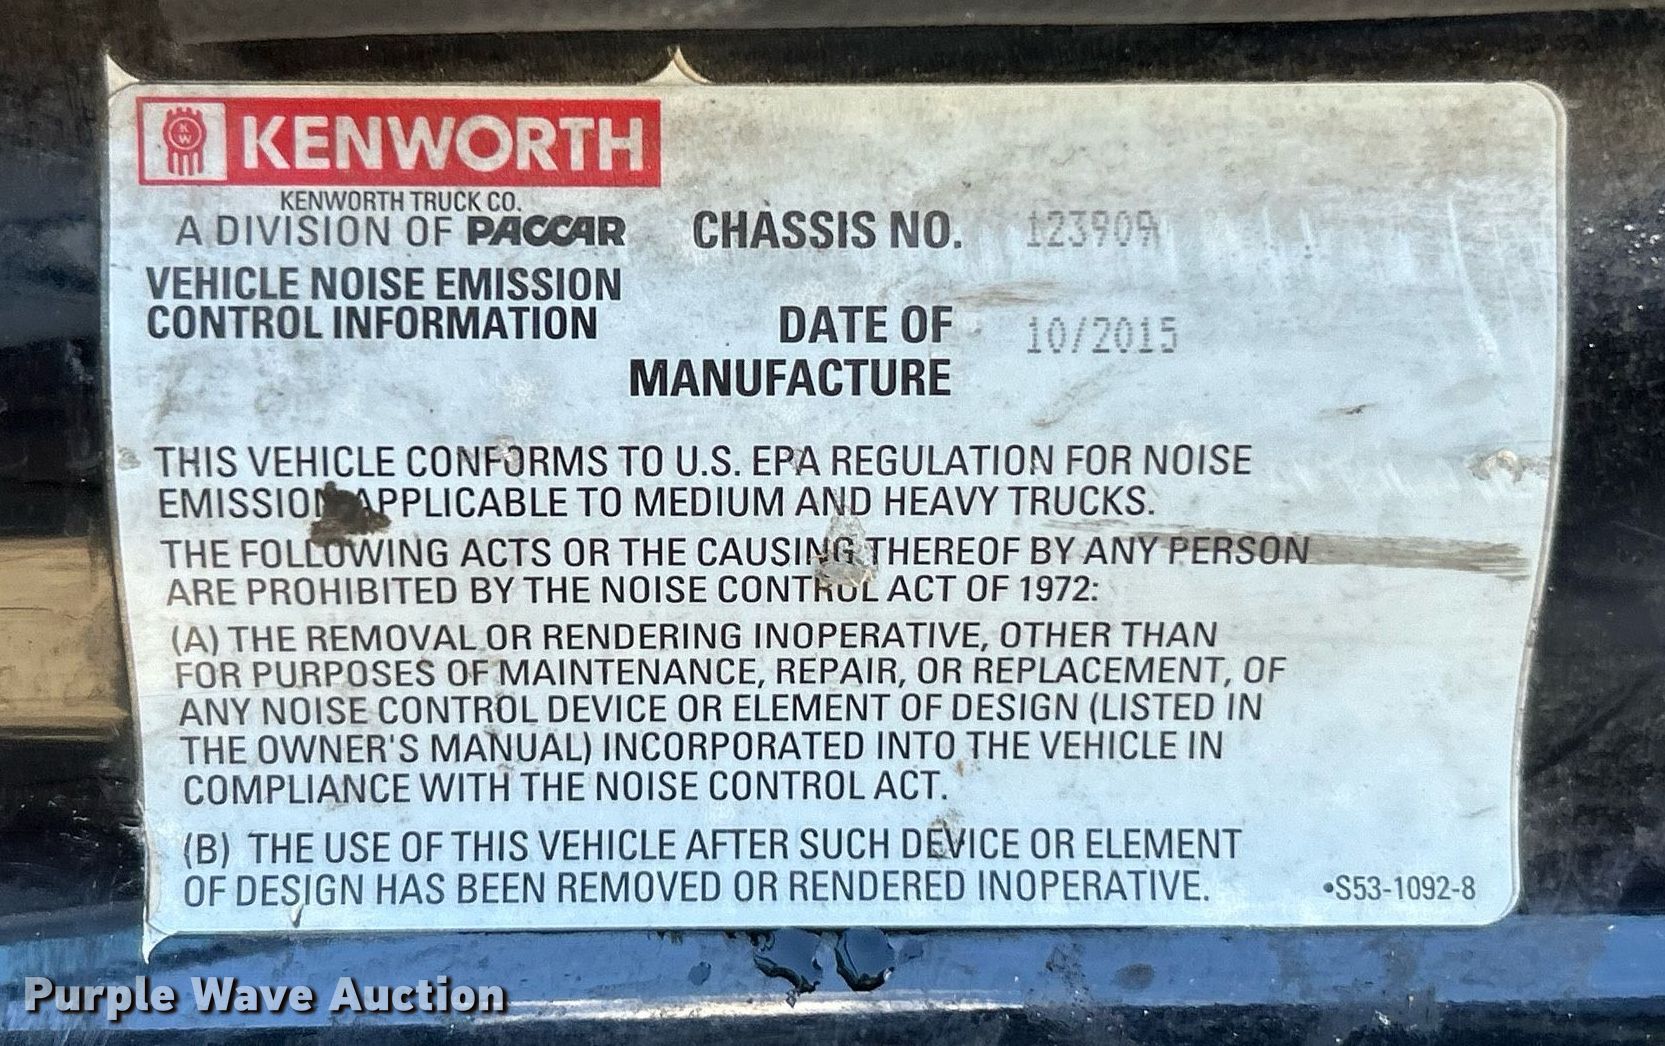 KENWORTH
KENWORTH TRUCK CO.
A DIVISION OF PACCAR
CHASSIS NO. 123909
VEHICLE NOISE EMISSION
CONTROL INFORMATION
DATE OF 10/2015
MANUFACTURE
THIS VEHICLE CONFORMS TO U.S. EPA REGULATION FOR NOISE
EMISSION APPLICABLE TO MEDIUM AND HEAVY TRUCKS.
THE FOLLOWING ACTS OR THE CAUSING THEREOF BY ANY PERSON
ARE PROHIBITED BY THE NOISE CONTROL ACT OF 1972:
(A) THE REMOVAL OR RENDERING INOPERATIVE, OTHER THAN
FOR PURPOSES OF MAINTENANCE, REPAIR, OR REPLACEMENT, OF
ANY NOISE CONTROL DEVICE OR ELEMENT OF DESIGN (LISTED IN
THE OWNER'S MANUAL) INCORPORATED INTO THE VEHICLE IN
COMPLIANCE WITH THE NOISE CONTROL ACT.
(B) THE USE OF THIS VEHICLE AFTER SUCH DEVICE OR ELEMENT
OF DESIGN HAS BEEN REMOVED OR RENDERED INOPERATIVE.
•S53-1092-8
Purple Wave Auction